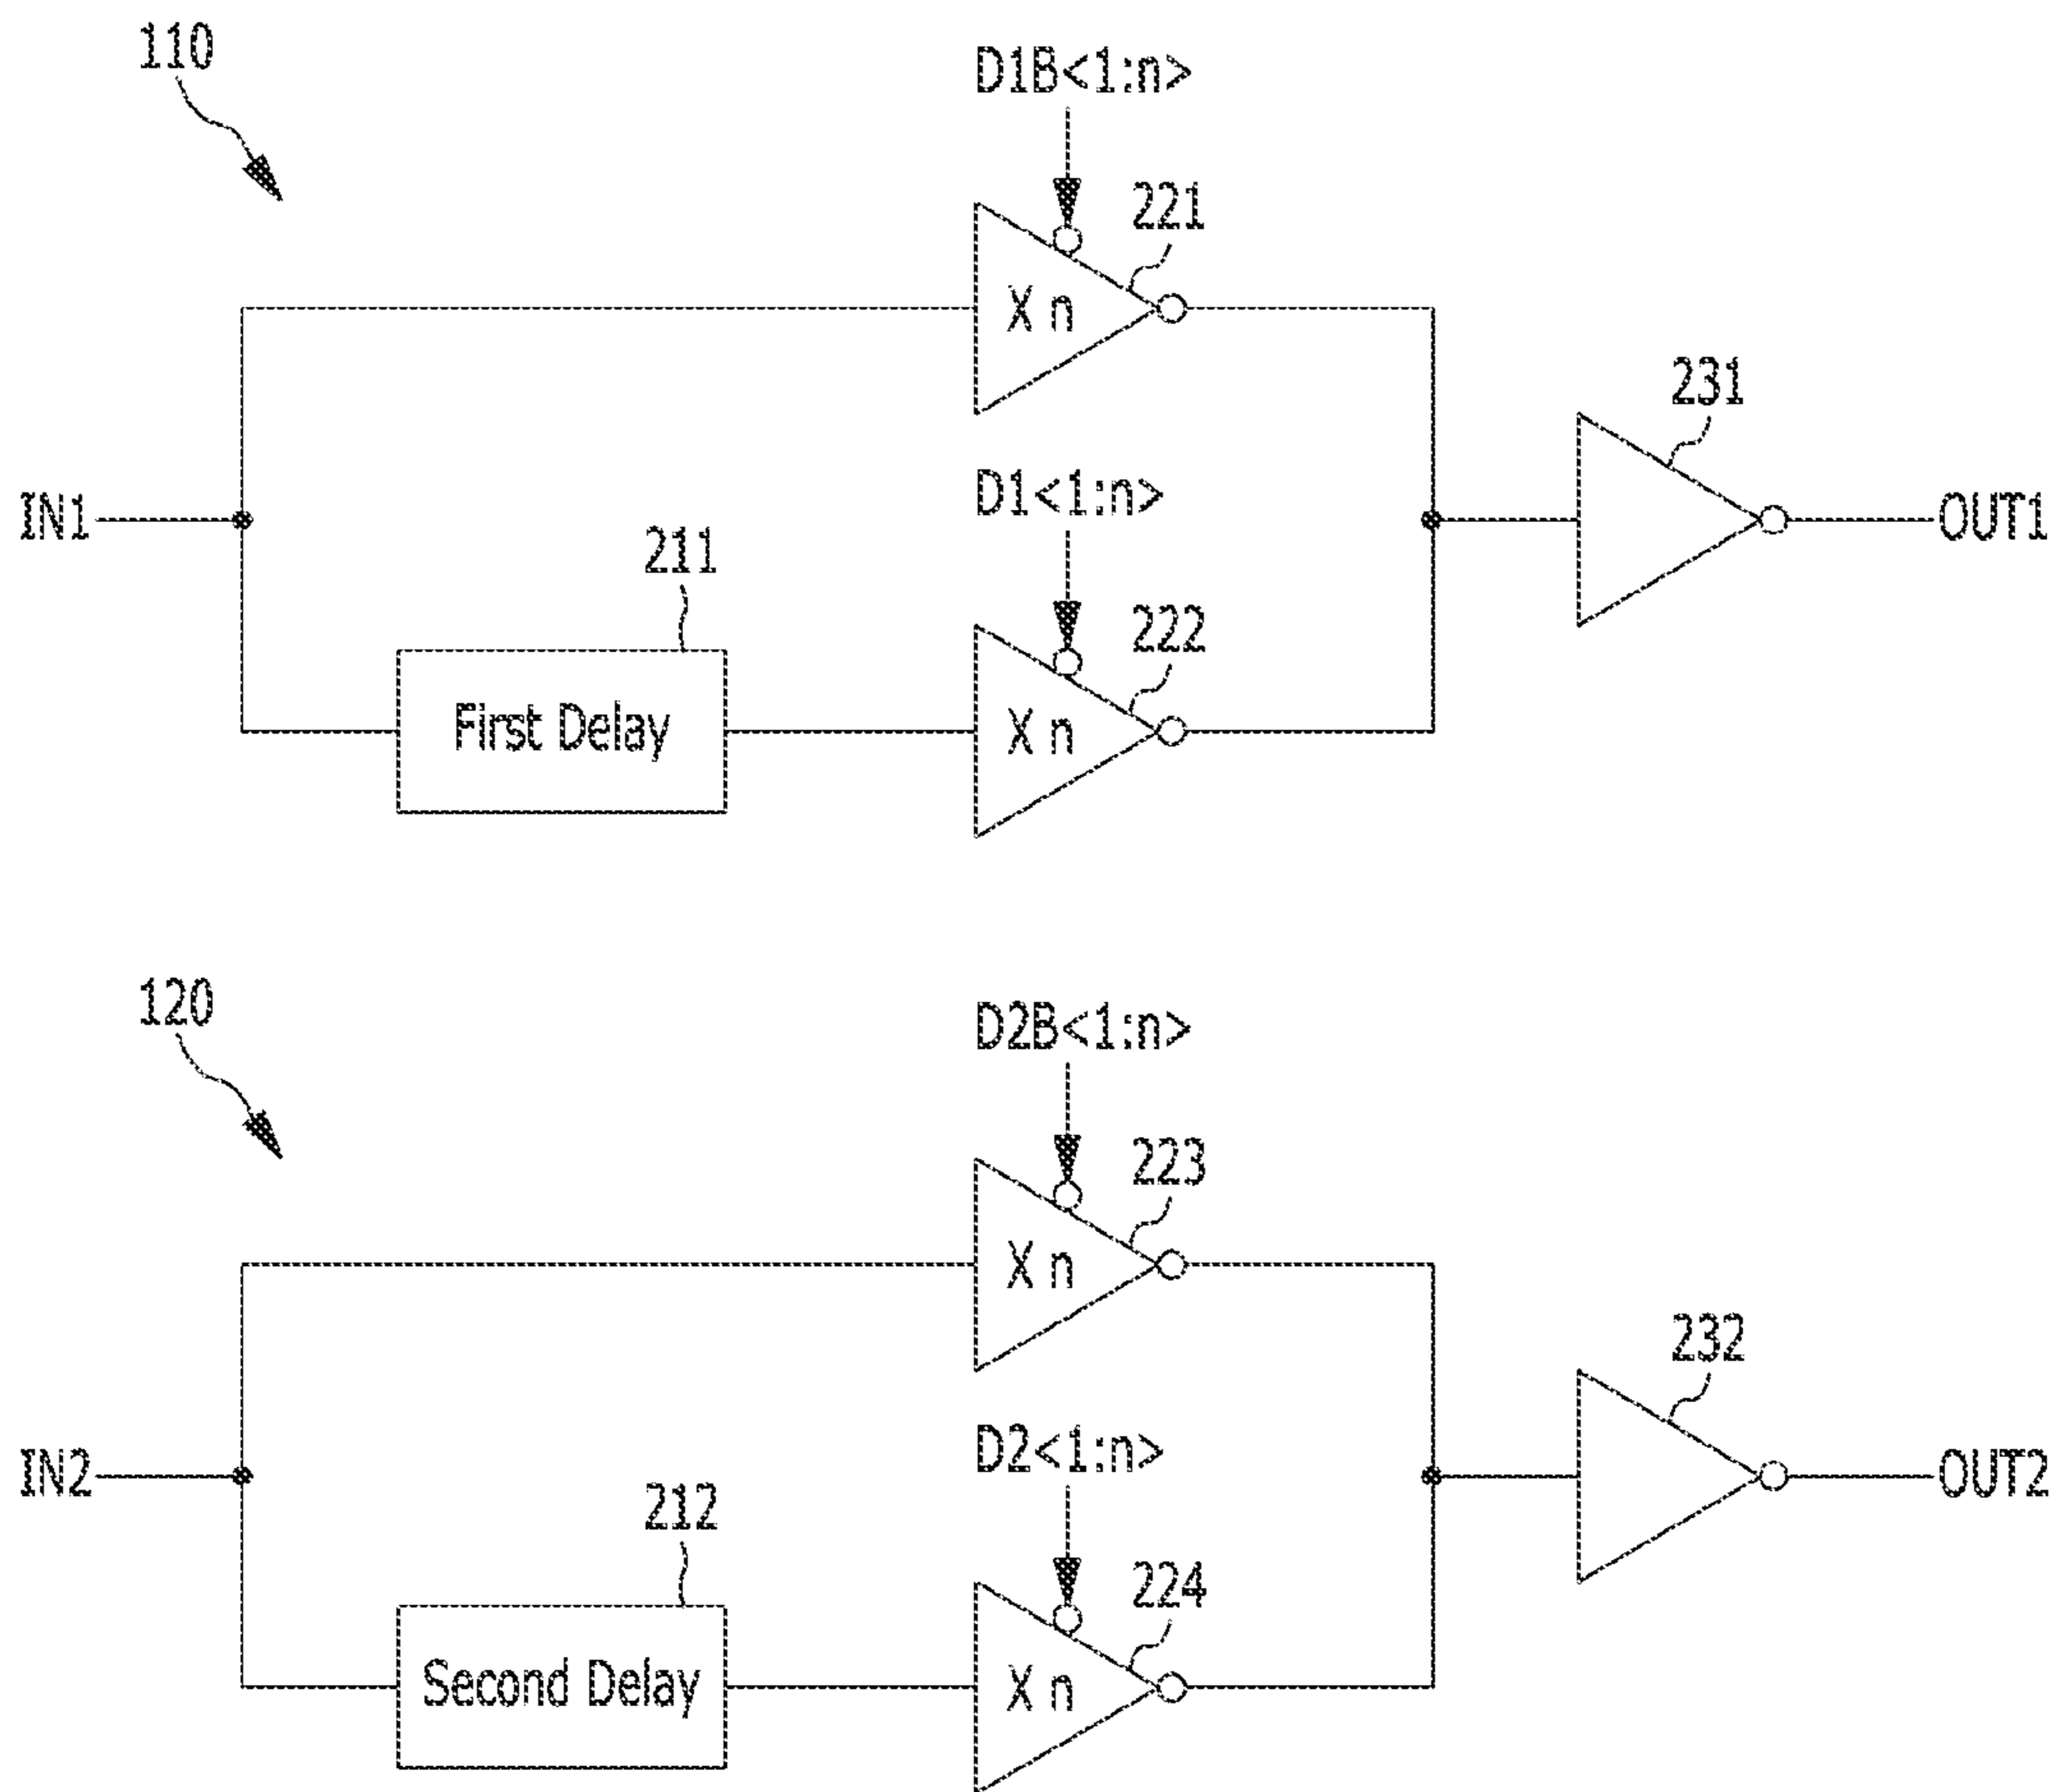 110
D1B<1:n>
221
X n
231
IN1
D1<1:n>
OUT1
211
222
First Delay
X n
120
D2B<1:n>
223
X n
232
IN2
D2<1:n>
OUT2
212
224
Second Delay
X n